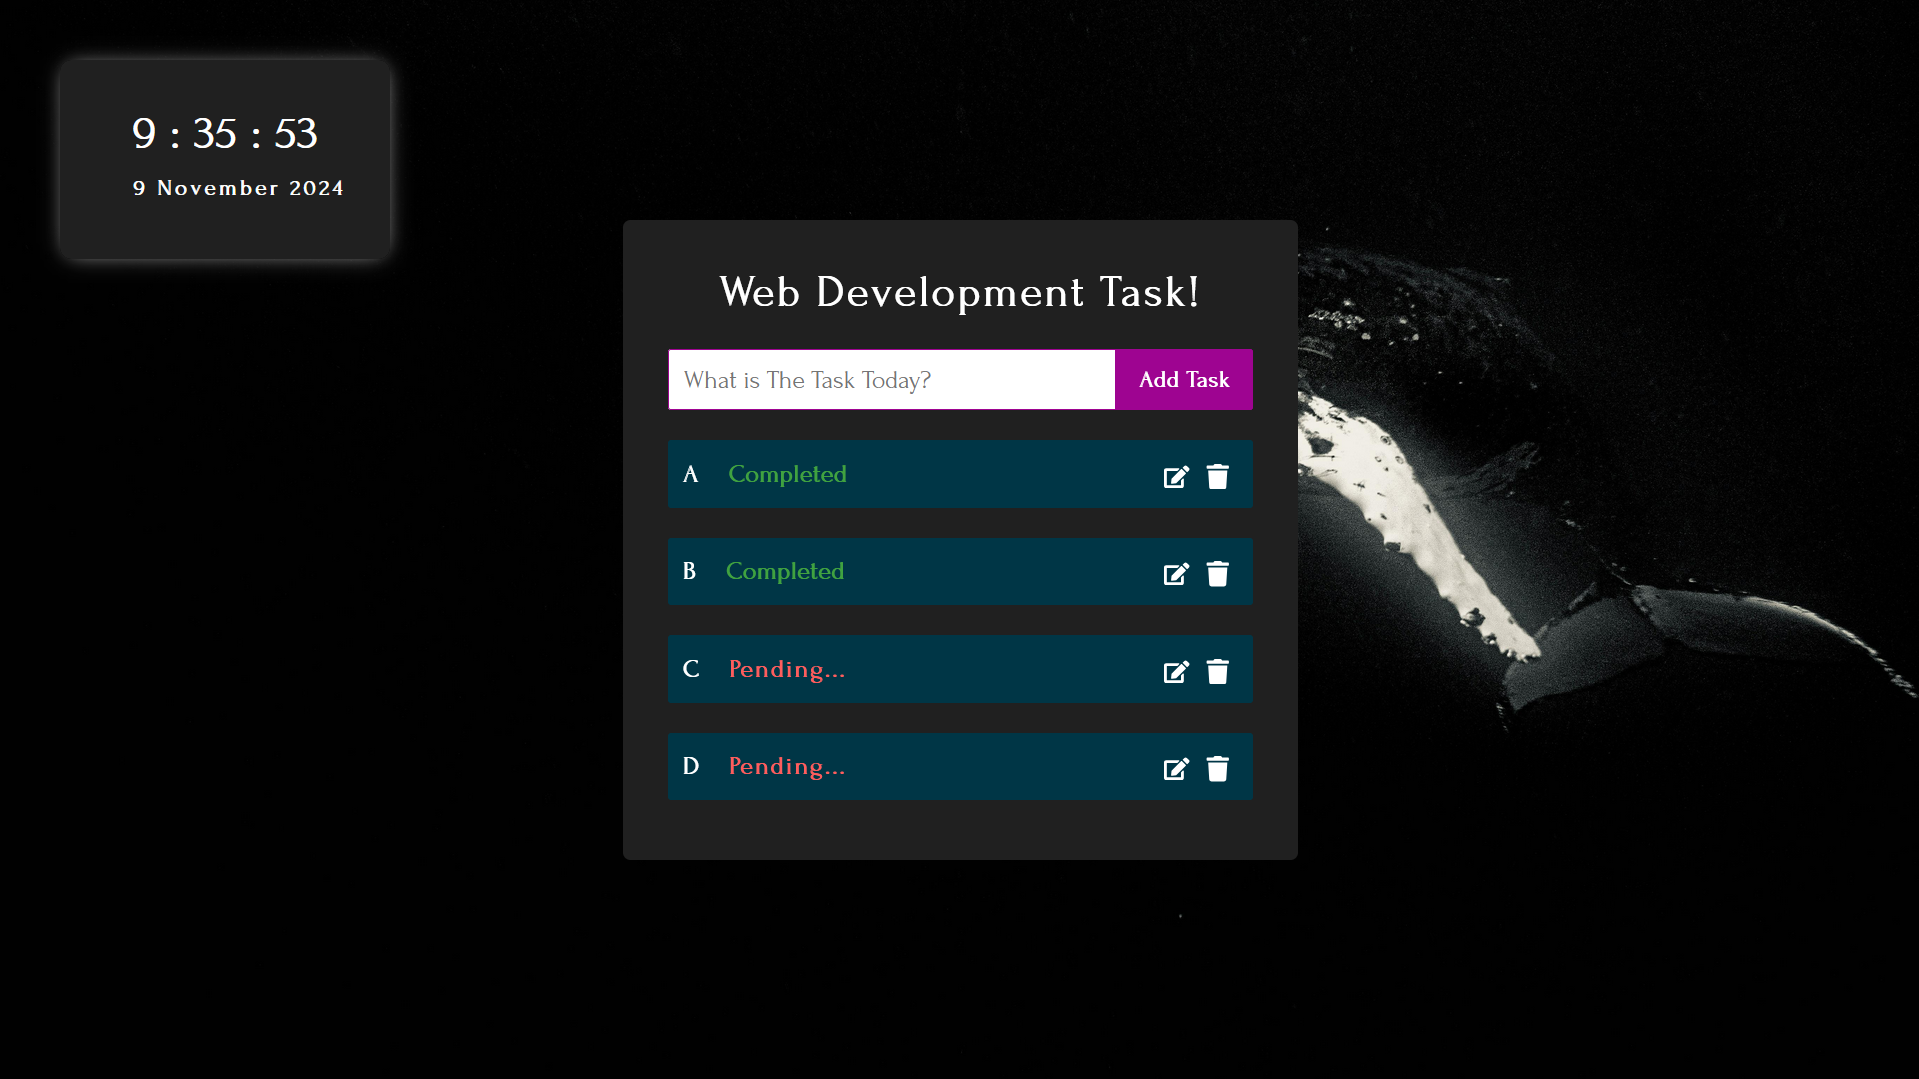 9 : 35 : 53
9 November 2024
Web Development Task!
What is The Task Today? Add Task
A Completed
B Completed
C Pending...
D Pending...